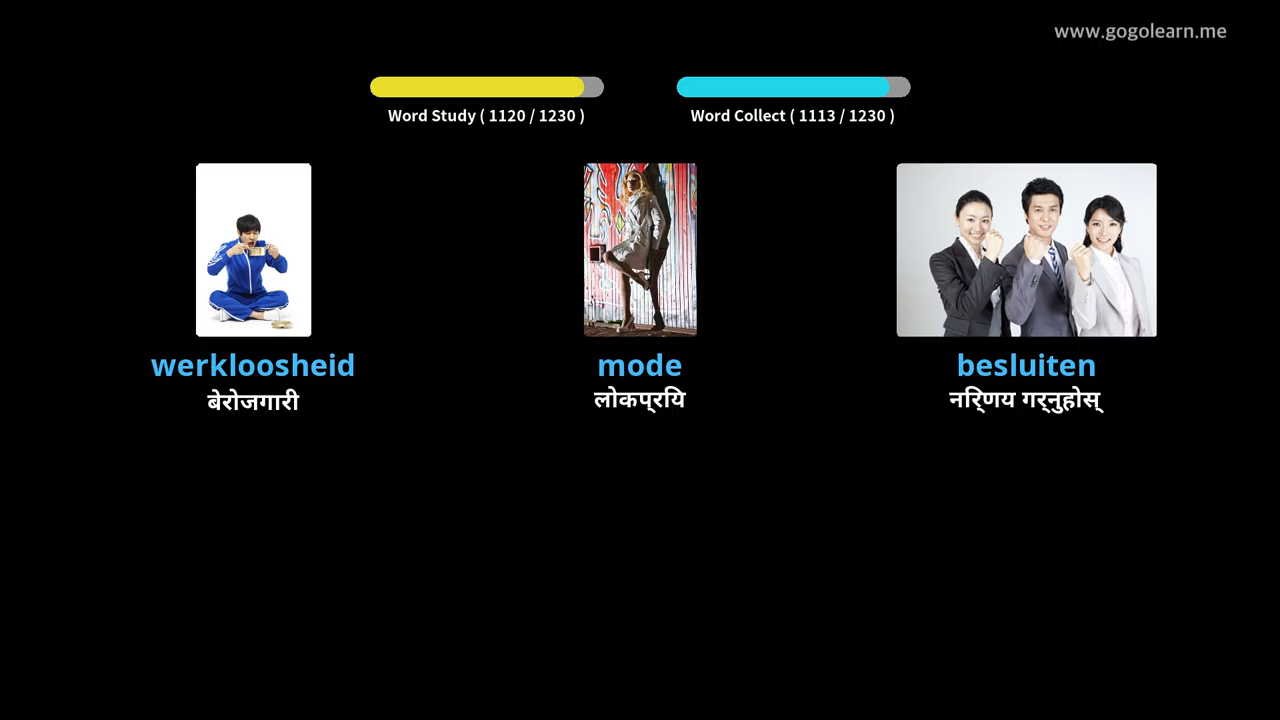 www.gogolearn.me
Word Study ( 1120 / 1230 )
Word Collect ( 1113 / 1230 )
werkloosheid
mode
besluiten
बेरोजगारी
लोकप्रिय
निर्णय गर्नुहोस्